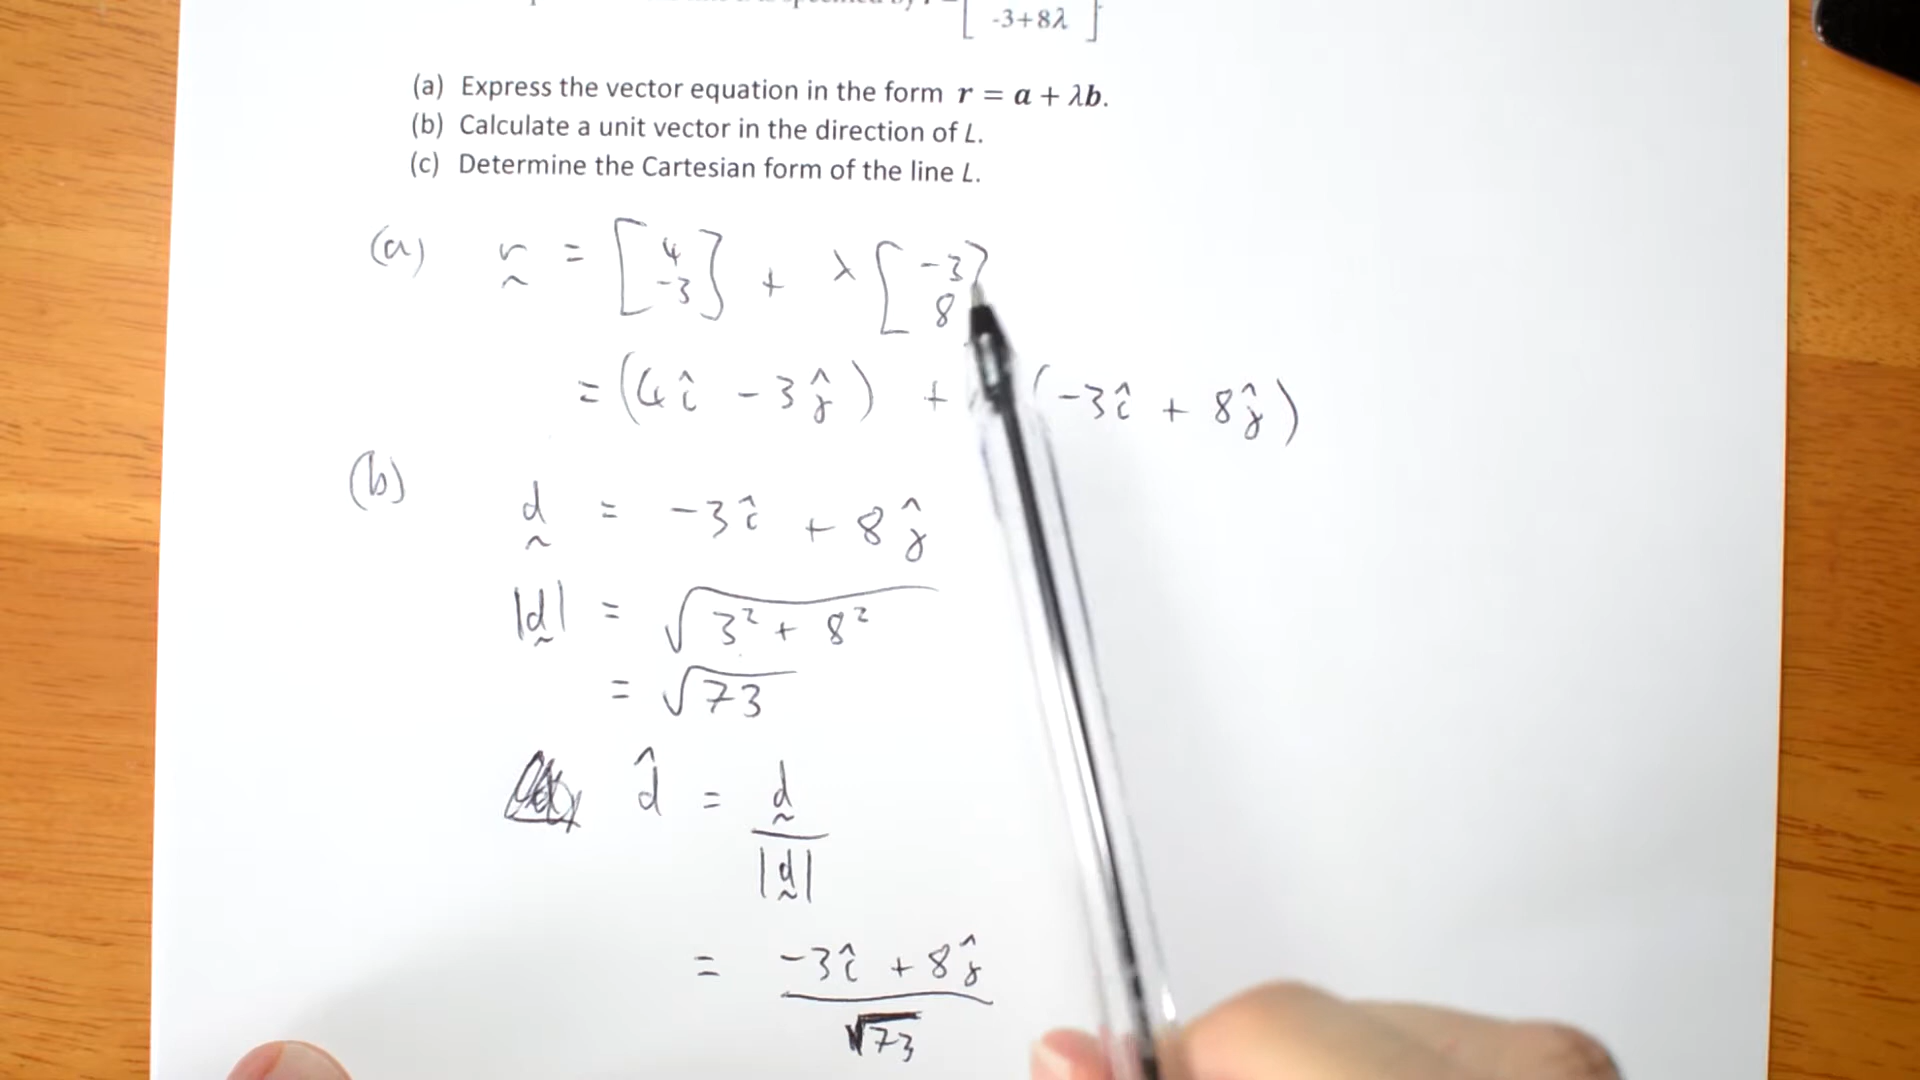 -3+8λ
(a) Express the vector equation in the form r = a + λb.
(b) Calculate a unit vector in the direction of L.
(c) Determine the Cartesian form of the line L.
(a) r̰ = [4 -3] + λ [-3 8
= (4î - 3ĵ) + (-3î + 8ĵ)
(b)
d̰ = -3î + 8ĵ
|d̰| = √(3² + 8²)
= √73
d̂ = d̰ / |d̰|
= -3î + 8ĵ / √73